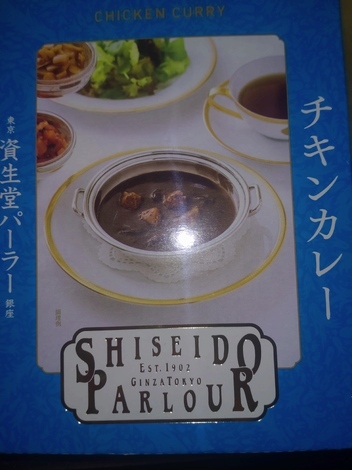 CHICKEN CURRY
チキンカレー
東京 資生堂パーラー 銀座
SHISEIDO
EST. 1902
GINZA TOKYO
PARLOUR